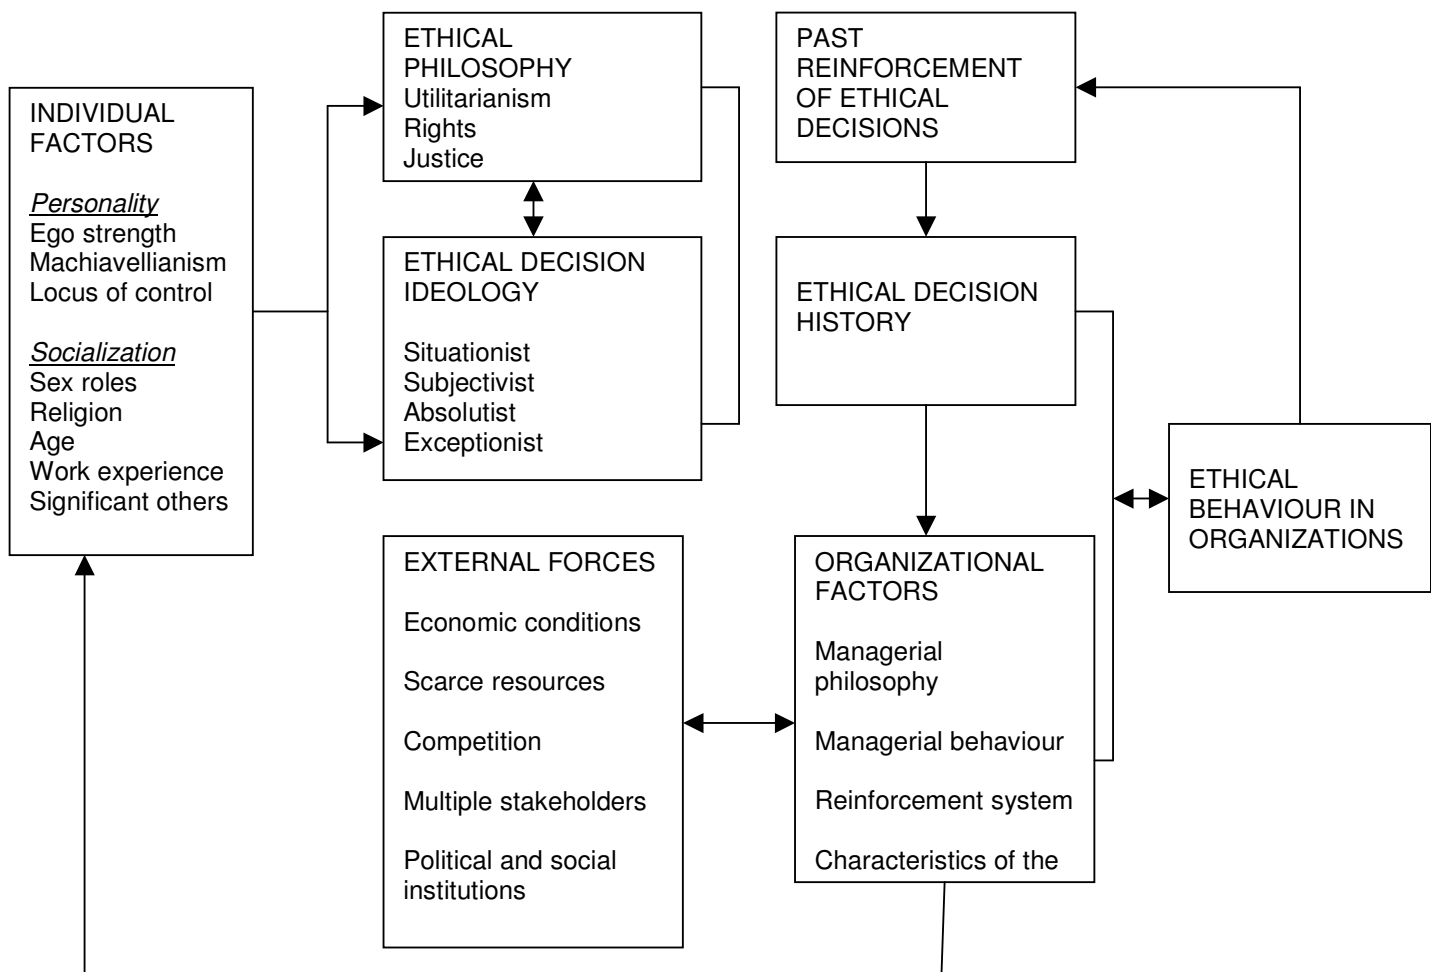 INDIVIDUAL
FACTORS
Personality
Ego strength
Machiavellianism
Locus of control
Socialization
Sex roles
Religion
Age
Work experience
Significant others
ETHICAL
PHILOSOPHY
Utilitarianism
Rights
Justice
ETHICAL DECISION
IDEOLOGY
Situationist
Subjectivist
Absolutist
Exceptionist
EXTERNAL FORCES
Economic conditions
Scarce resources
Competition
Multiple stakeholders
Political and social
institutions
PAST
REINFORCEMENT
OF ETHICAL
DECISIONS
ETHICAL DECISION
HISTORY
ORGANIZATIONAL
FACTORS
Managerial
philosophy
Managerial behaviour
Reinforcement system
Characteristics of the
ETHICAL
BEHAVIOUR IN
ORGANIZATIONS